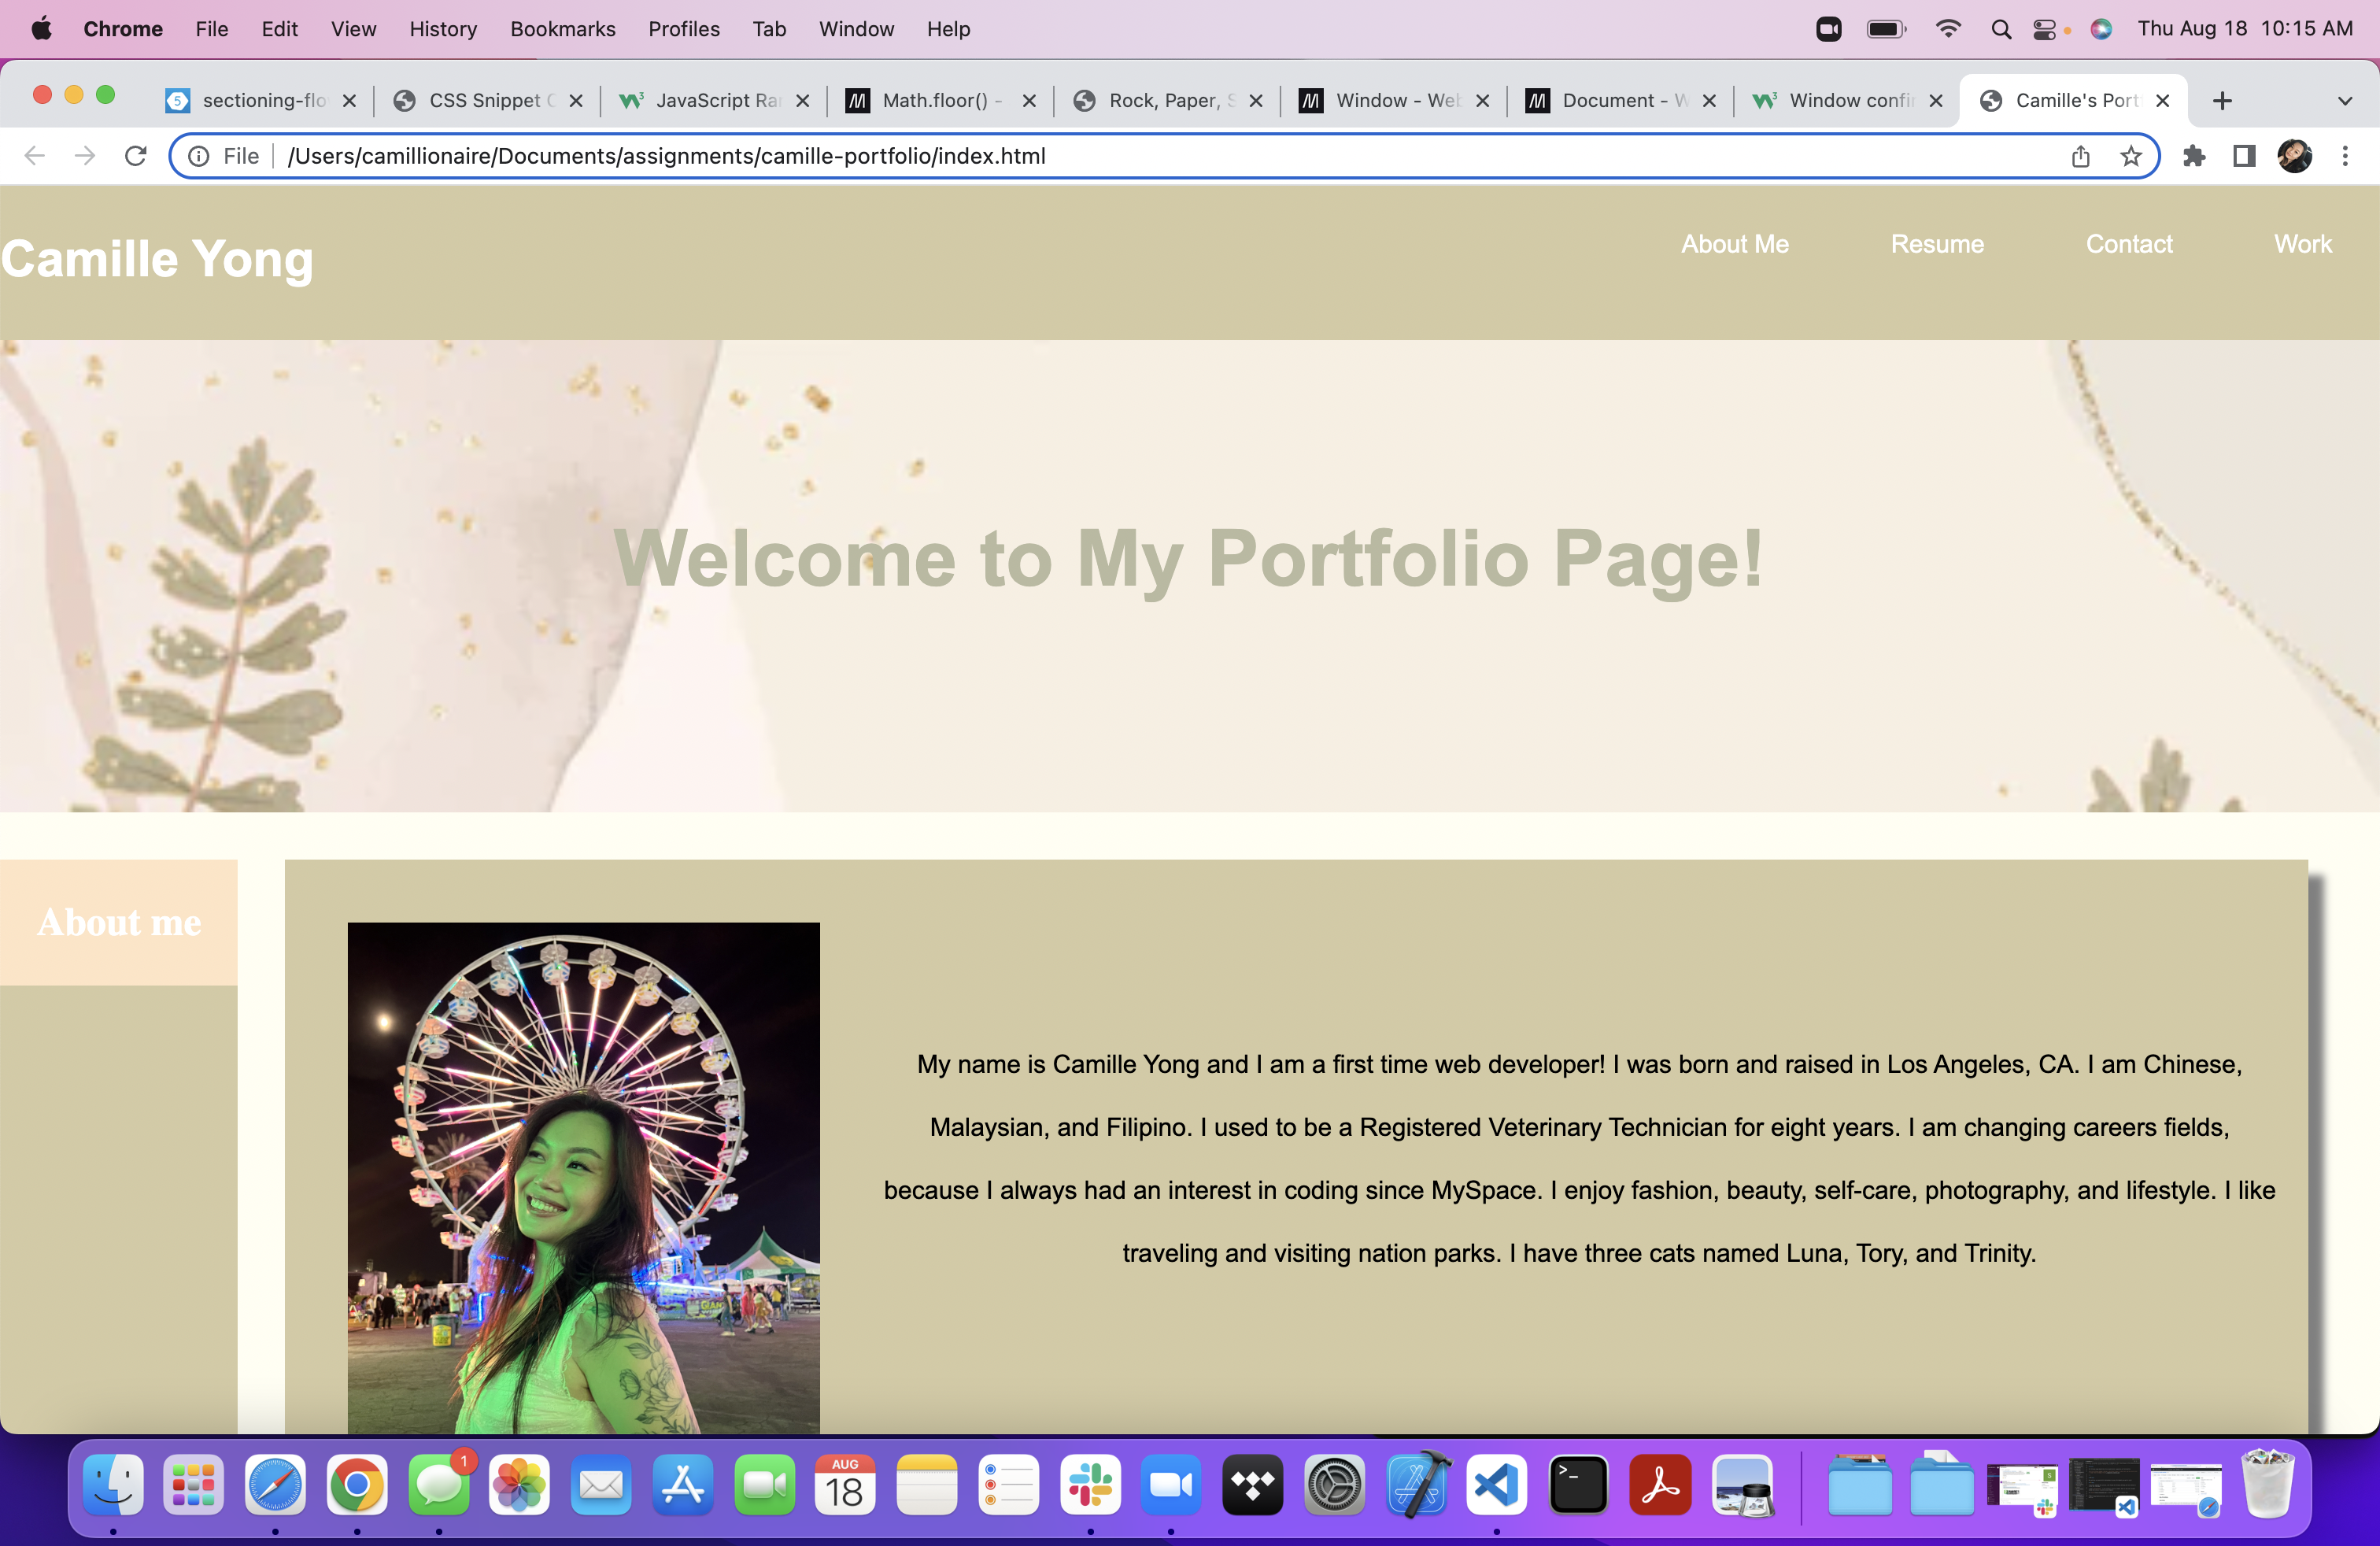 Chrome File Edit View History Bookmarks Profiles Tab Window Help Thu Aug 18 10:15 AM
5 sectioning-flo CSS Snippet C JavaScript Ra Math.floor() - Rock, Paper, S Window - Web Document - W Window confi Camille's Port
File /Users/camillionaire/Documents/assignments/camille-portfolio/index.html
Camille Yong
About Me Resume Contact Work
Welcome to My Portfolio Page!
About me
My name is Camille Yong and I am a first time web developer! I was born and raised in Los Angeles, CA. I am Chinese,
Malaysian, and Filipino. I used to be a Registered Veterinary Technician for eight years. I am changing careers fields,
because I always had an interest in coding since MySpace. I enjoy fashion, beauty, self-care, photography, and lifestyle. I like
traveling and visiting nation parks. I have three cats named Luna, Tory, and Trinity.
1
AUG
18